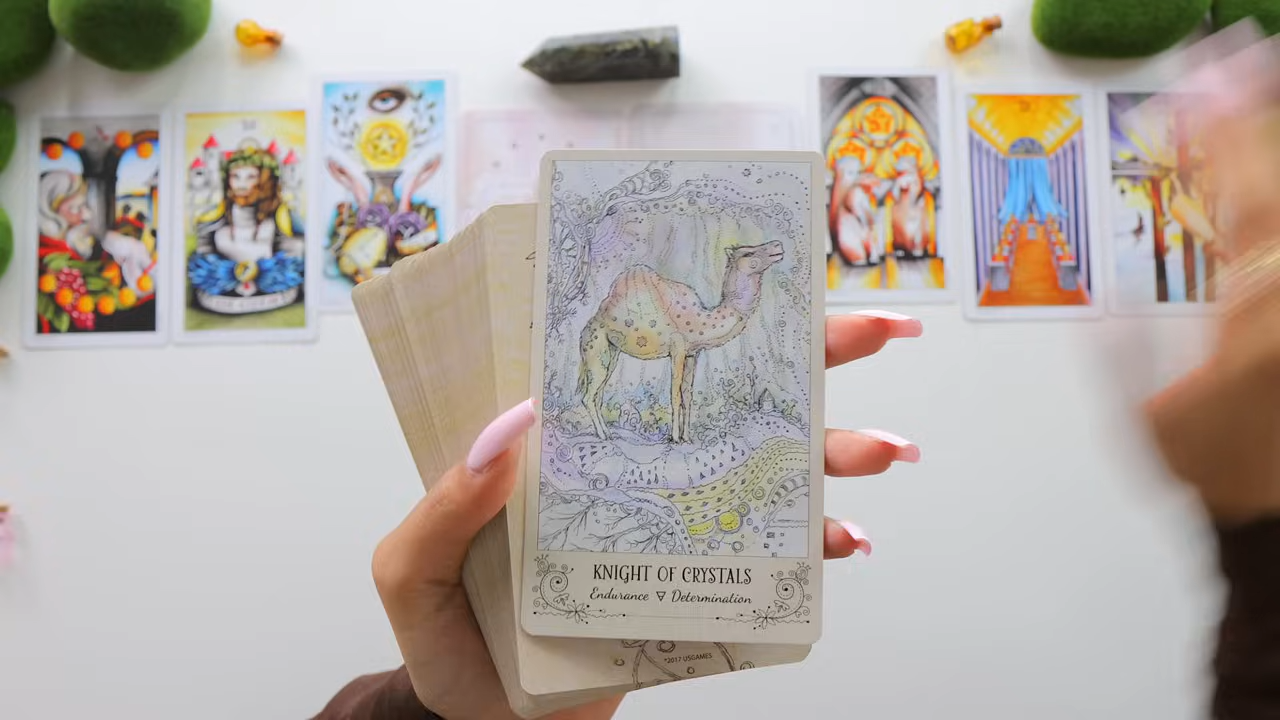 KNIGHT OF CRYSTALS
Endurance ▽ Determination
*2017 USGAMES